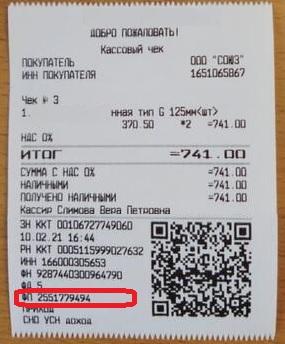 ДОБРО ПОЖАЛОВАТЬ!
Кассовый чек
ПОКУПАТЕЛЬ ООО "СОЮЗ"
ИНН ПОКУПАТЕЛЯ 1651065867
Чек № 3
1. нная тип G 125мм<шт>
370.50 *2 =741.00
НДС 0%
ИТОГ =741.00
СУММА С НДС 0% =741.00
НАЛИЧНЫМИ =741.00
ПОЛУЧЕНО НАЛИЧНЫМИ =741.00
Кассир Слимова Вера Петровна
ЗН ККТ 00106727749060
10.02.21 16:44
РН ККТ 0005115999027632
ИНН 166000305653
ФН 9287440300964790
ФД 5
ФП 2551779494
ПРИХОД
СНО УСН ДОХОД